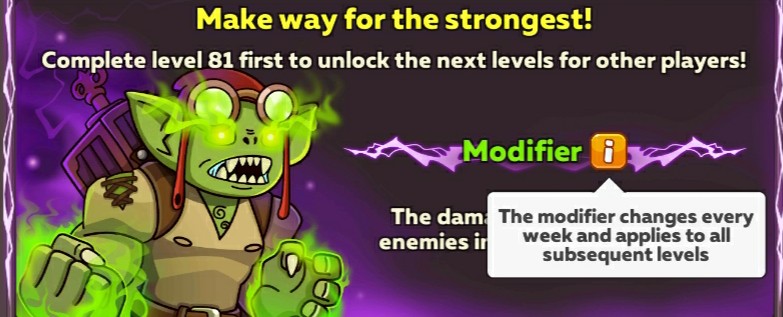 Make way for the strongest!
Complete level 81 first to unlock the next levels for other players!
Modifier i
The modifier changes every
week and applies to all
subsequent levels
The
enemies